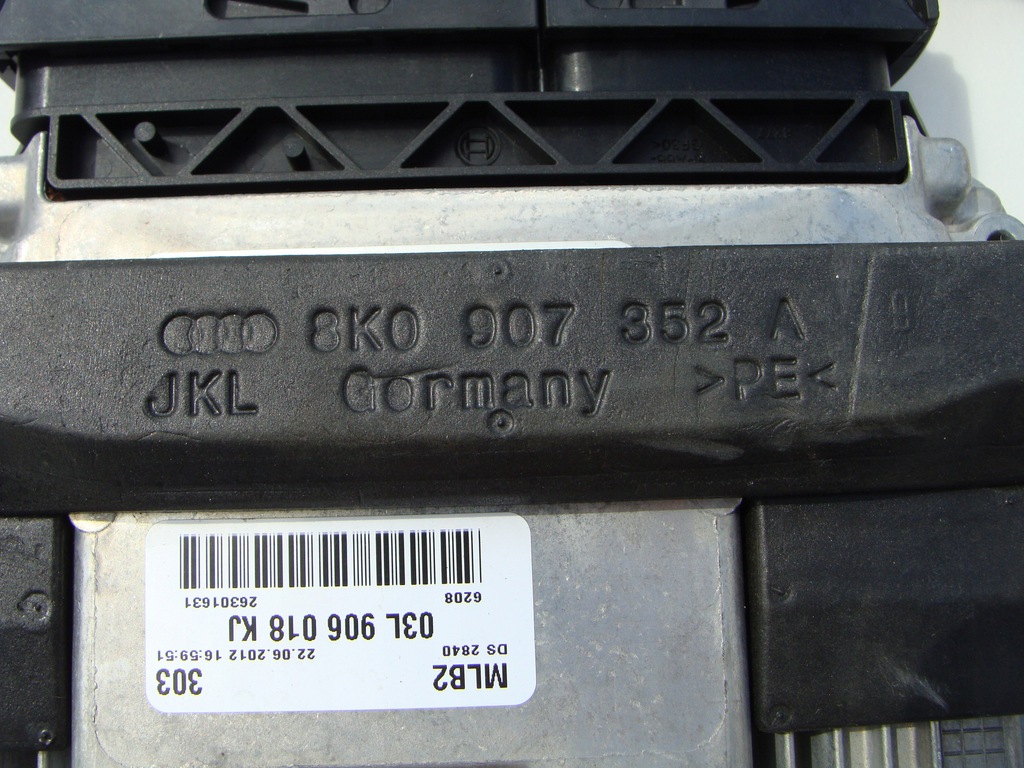 8K0 907 352 A
JKL Germany >PE<
MLB2 303
DS 2840 22.06.2012 16:59:51
03L 906 018 KJ
6208 26301631